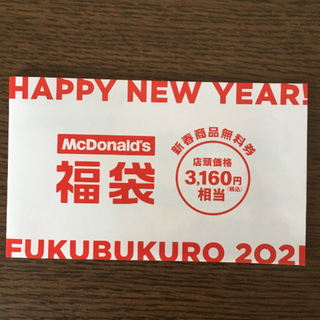 HAPPY NEW YEAR!
McDonald's
福袋
新春商品無料券
店頭価格
3,160円
(税込)
相当
FUKUBUKURO 2021